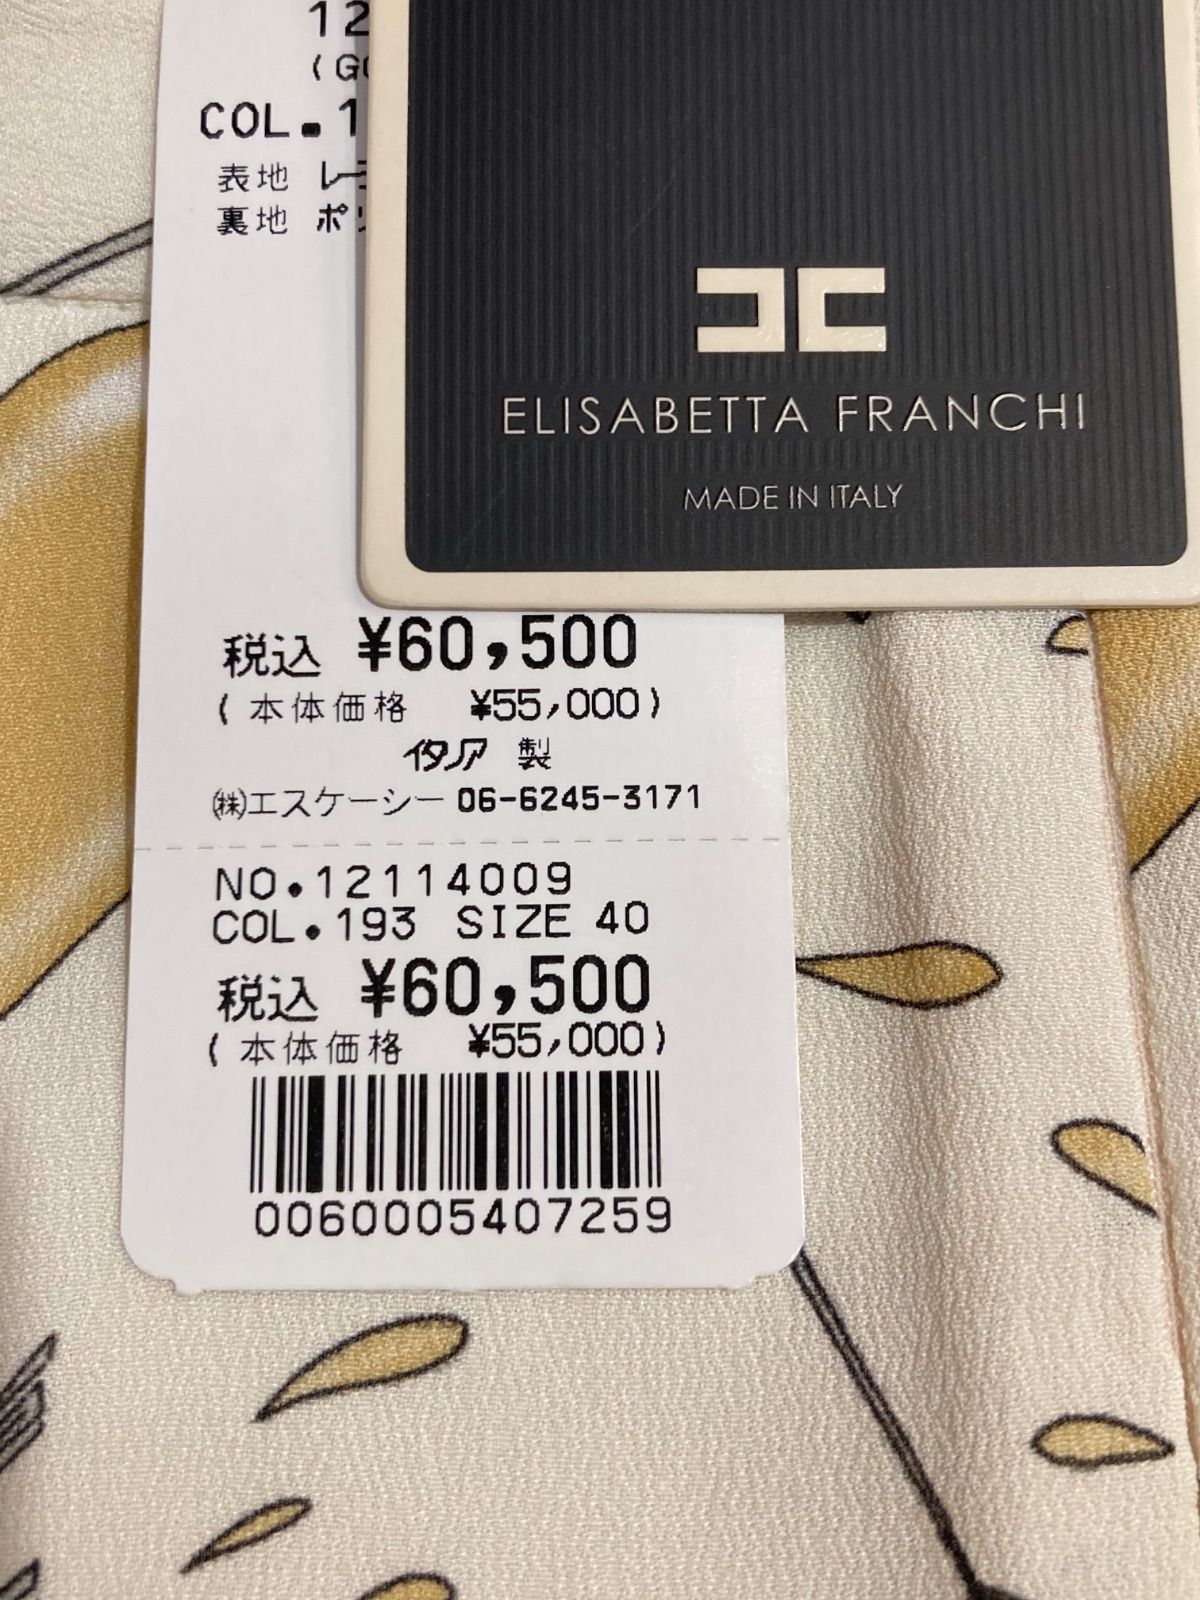 COL.1
表地
裏地
ELISABETTA FRANCHI
MADE IN ITALY
税込 ¥60,500
(本体価格 ¥55,000)
イタリア 製
㈱エスケーシー 06-6245-3171
NO.12114009
COL.193 SIZE 40
税込 ¥60,500
(本体価格 ¥55,000)
0060005407259